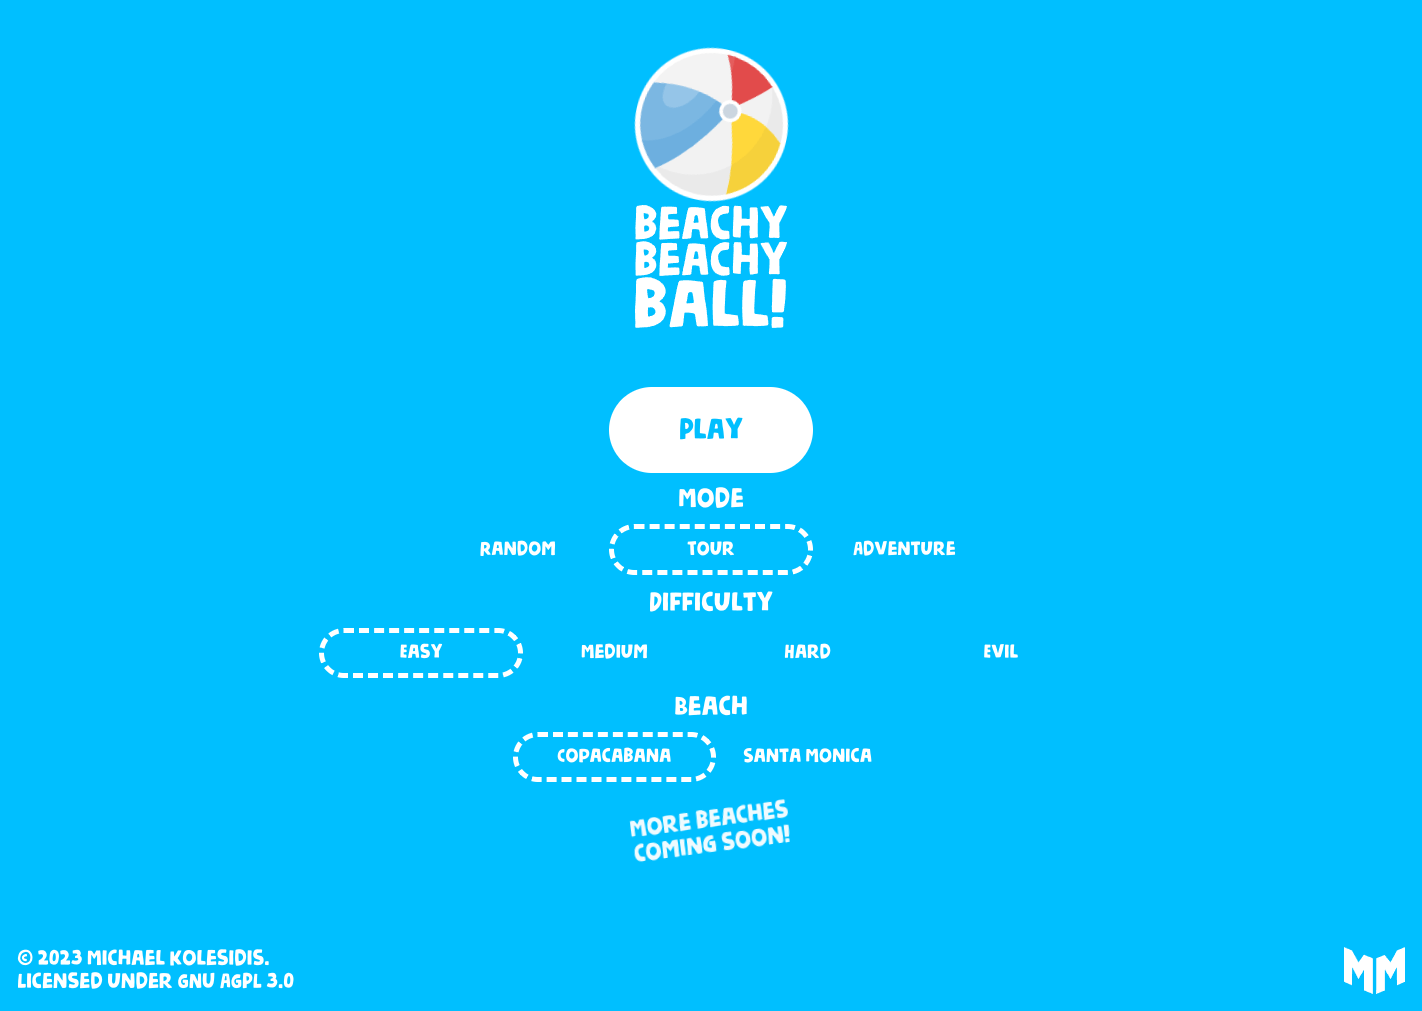 BEACHY
BEACHY
BALL!
PLAY
MODE
RANDOM TOUR ADVENTURE
DIFFICULTY
EASY MEDIUM HARD EVIL
BEACH
COPACABANA SANTA MONICA
MORE BEACHES
COMING SOON!
© 2023 MICHAEL KOLESIDIS.
LICENSED UNDER GNU AGPL 3.0
MM